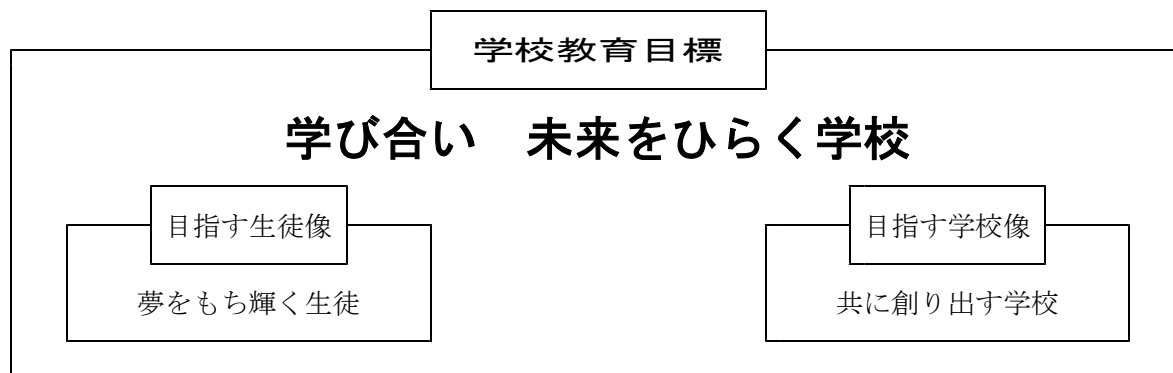 学校教育目標
学び合い　未来をひらく学校
目指す生徒像
夢をもち輝く生徒
目指す学校像
共に創り出す学校